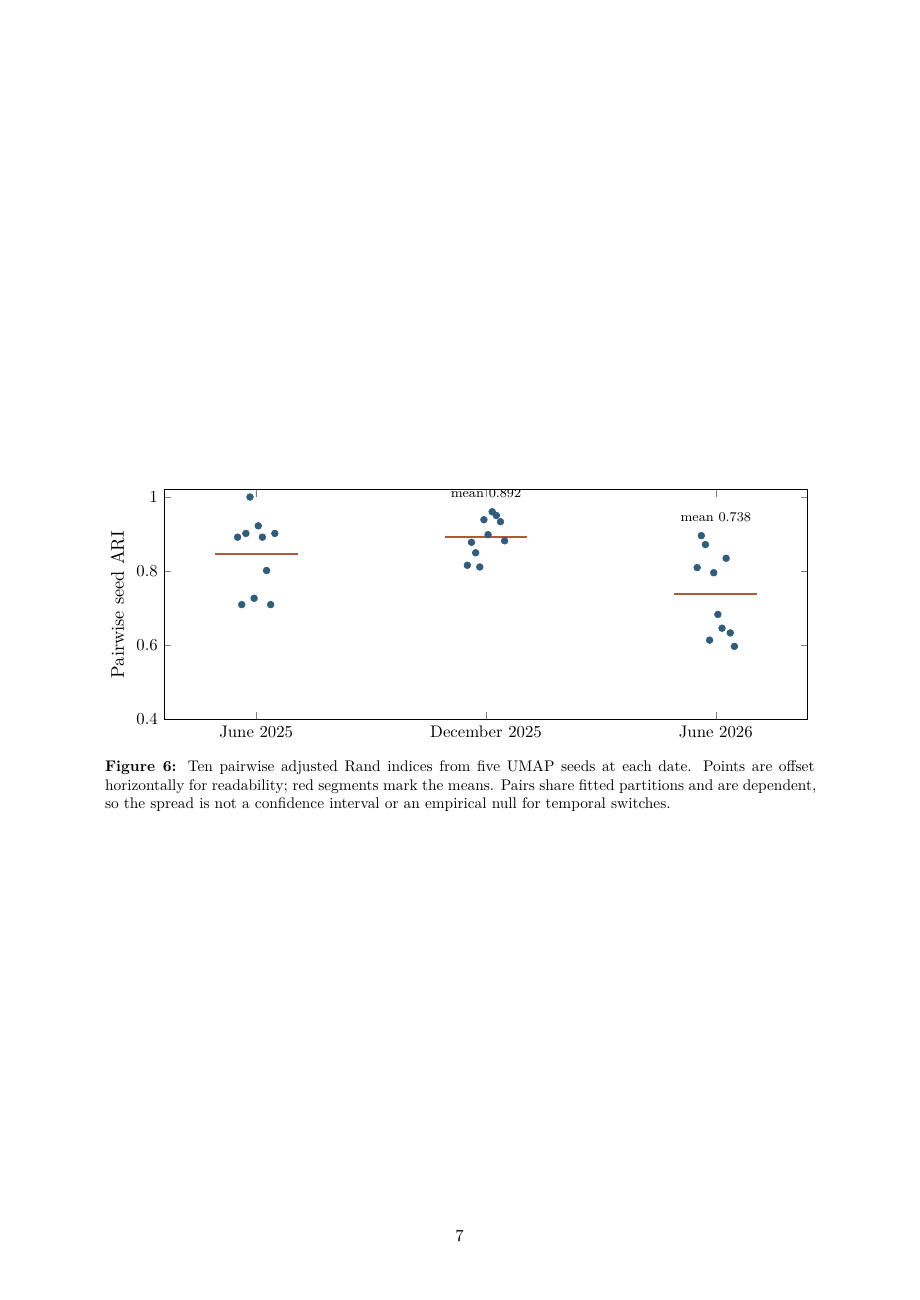 mean 0.892
mean 0.738
1
0.8
0.6
0.4
Pairwise seed ARI
June 2025
December 2025
June 2026
Figure 6: Ten pairwise adjusted Rand indices from five UMAP seeds at each date. Points are offset
horizontally for readability; red segments mark the means. Pairs share fitted partitions and are dependent,
so the spread is not a confidence interval or an empirical null for temporal switches.
7